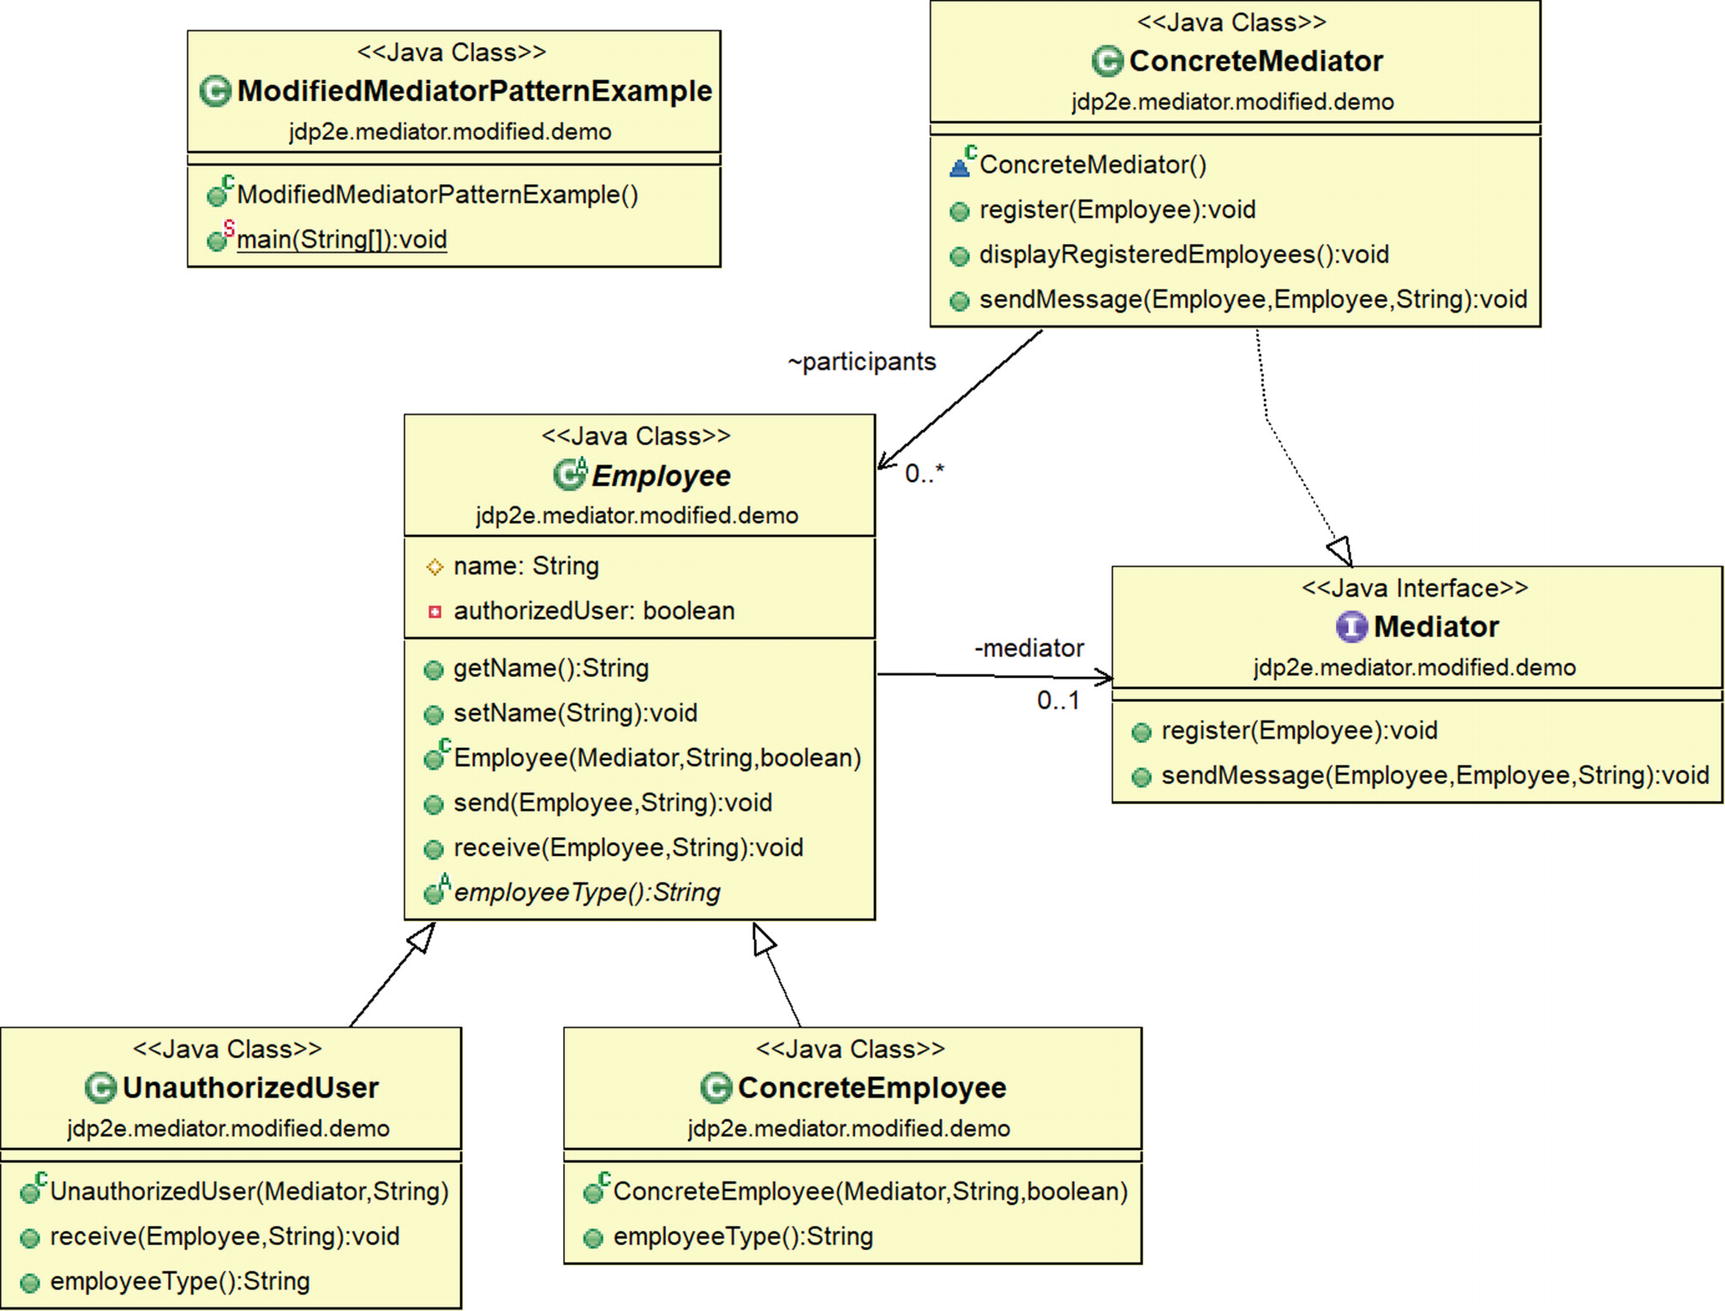 <<Java Class>>
ModifiedMediatorPatternExample
jdp2e.mediator.modified.demo
ModifiedMediatorPatternExample()
main(String[]):void
<<Java Class>>
ConcreteMediator
jdp2e.mediator.modified.demo
ConcreteMediator()
register(Employee):void
displayRegisteredEmployees():void
sendMessage(Employee,Employee,String):void
~participants
0..*
<<Java Class>>
Employee
jdp2e.mediator.modified.demo
name: String
authorizedUser: boolean
getName():String
setName(String):void
Employee(Mediator,String,boolean)
send(Employee,String):void
receive(Employee,String):void
employeeType():String
-mediator
0..1
<<Java Interface>>
Mediator
jdp2e.mediator.modified.demo
register(Employee):void
sendMessage(Employee,Employee,String):void
<<Java Class>>
UnauthorizedUser
jdp2e.mediator.modified.demo
UnauthorizedUser(Mediator,String)
receive(Employee,String):void
employeeType():String
<<Java Class>>
ConcreteEmployee
jdp2e.mediator.modified.demo
ConcreteEmployee(Mediator,String,boolean)
employeeType():String